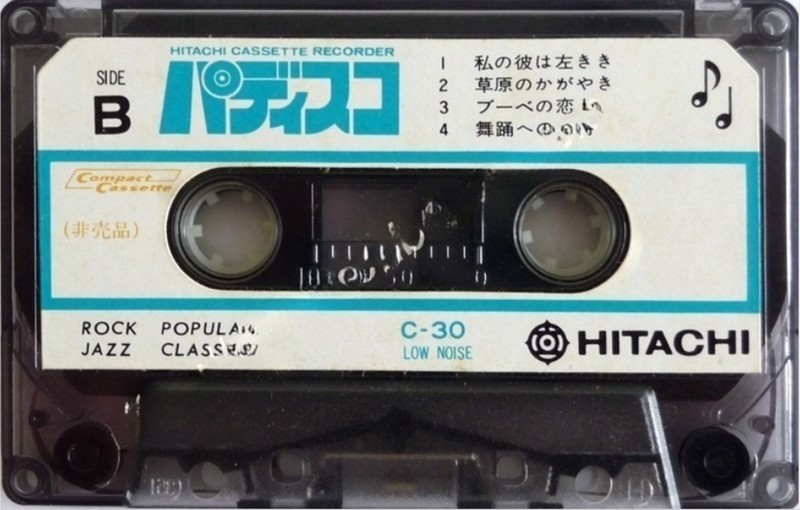 HITACHI CASSETTE RECORDER
SIDE
B
パディスコ
1 私の彼は左きき
2 草原のかがやき
3 ブーベの恋
4 舞踊への
Compact
Cassette
(非売品)
ROCK
JAZZ
C-30
LOW NOISE
HITACHI